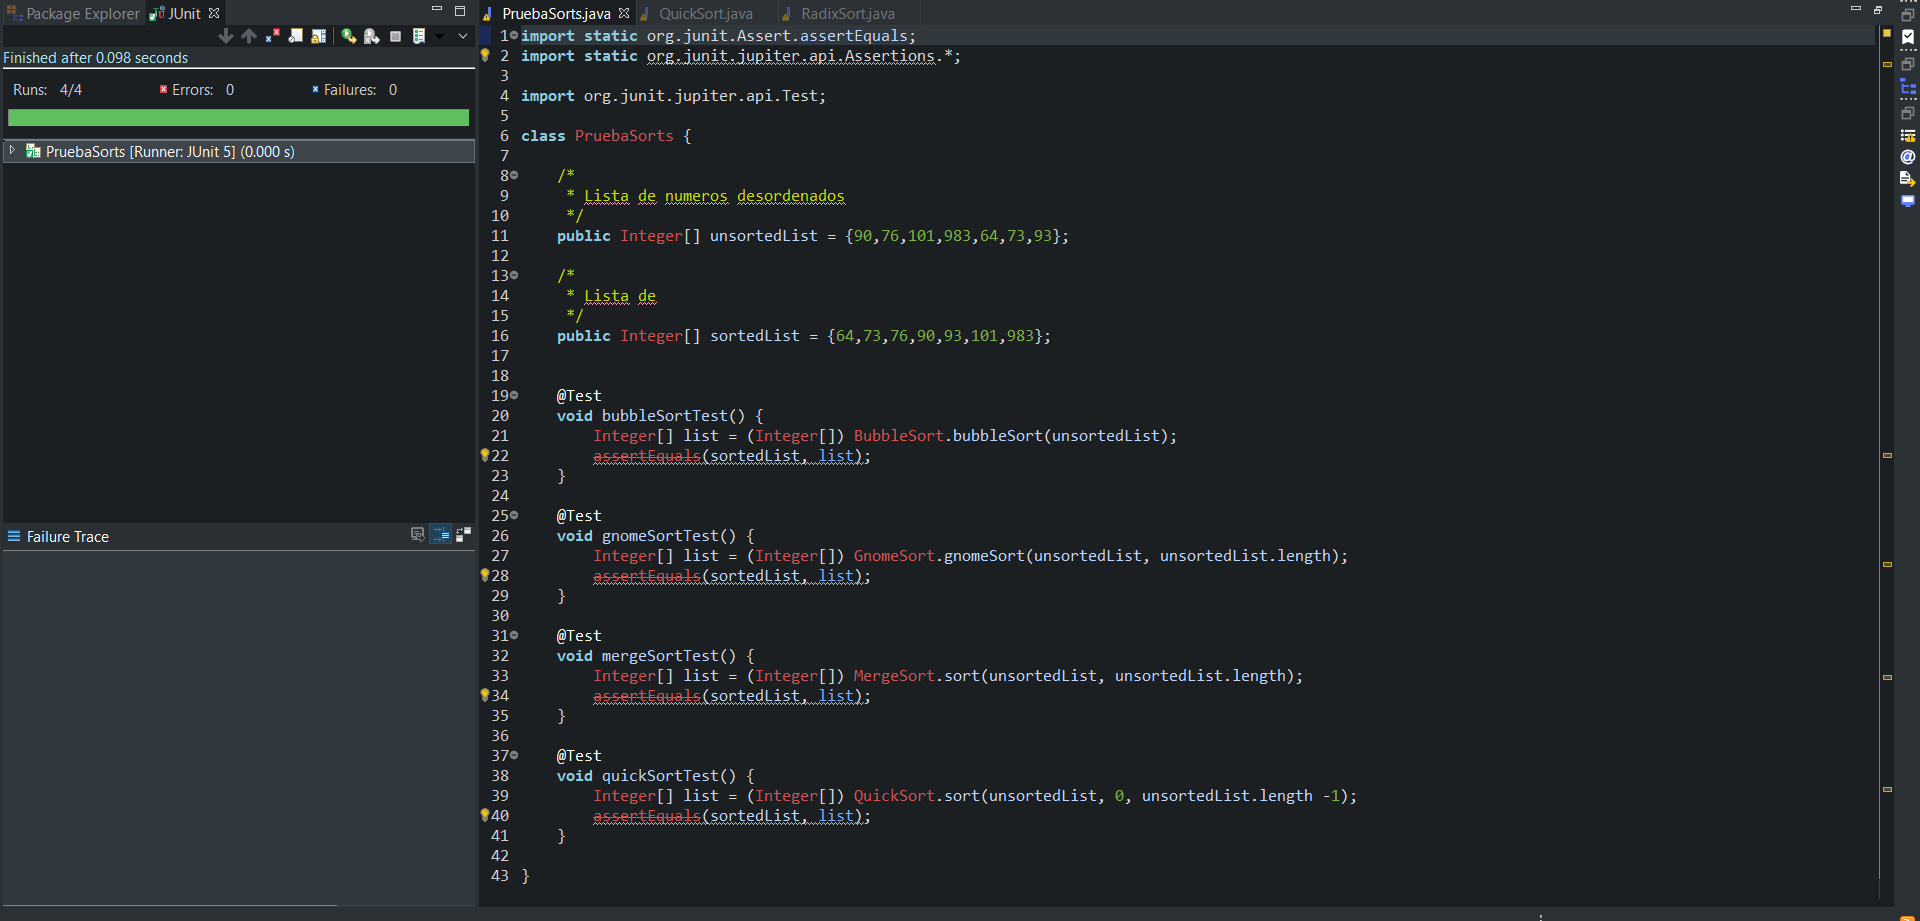 Package Explorer JUnit
Finished after 0.098 seconds
Runs: 4/4 Errors: 0 Failures: 0
PruebaSorts [Runner: JUnit 5] (0.000 s)
Failure Trace
PruebaSorts.java QuickSort.java RadixSort.java
1 import static org.junit.Assert.assertEquals;
2 import static org.junit.jupiter.api.Assertions.*;
3
4 import org.junit.jupiter.api.Test;
5
6 class PruebaSorts {
7
8 /*
9 * Lista de numeros desordenados
10 */
11 public Integer[] unsortedList = {90,76,101,983,64,73,93};
12
13 /*
14 * Lista de
15 */
16 public Integer[] sortedList = {64,73,76,90,93,101,983};
17
18
19 @Test
20 void bubbleSortTest() {
21 Integer[] list = (Integer[]) BubbleSort.bubbleSort(unsortedList);
22 assertEquals(sortedList, list);
23 }
24
25 @Test
26 void gnomeSortTest() {
27 Integer[] list = (Integer[]) GnomeSort.gnomeSort(unsortedList, unsortedList.length);
28 assertEquals(sortedList, list);
29 }
30
31 @Test
32 void mergeSortTest() {
33 Integer[] list = (Integer[]) MergeSort.sort(unsortedList, unsortedList.length);
34 assertEquals(sortedList, list);
35 }
36
37 @Test
38 void quickSortTest() {
39 Integer[] list = (Integer[]) QuickSort.sort(unsortedList, 0, unsortedList.length -1);
40 assertEquals(sortedList, list);
41 }
42
43 }